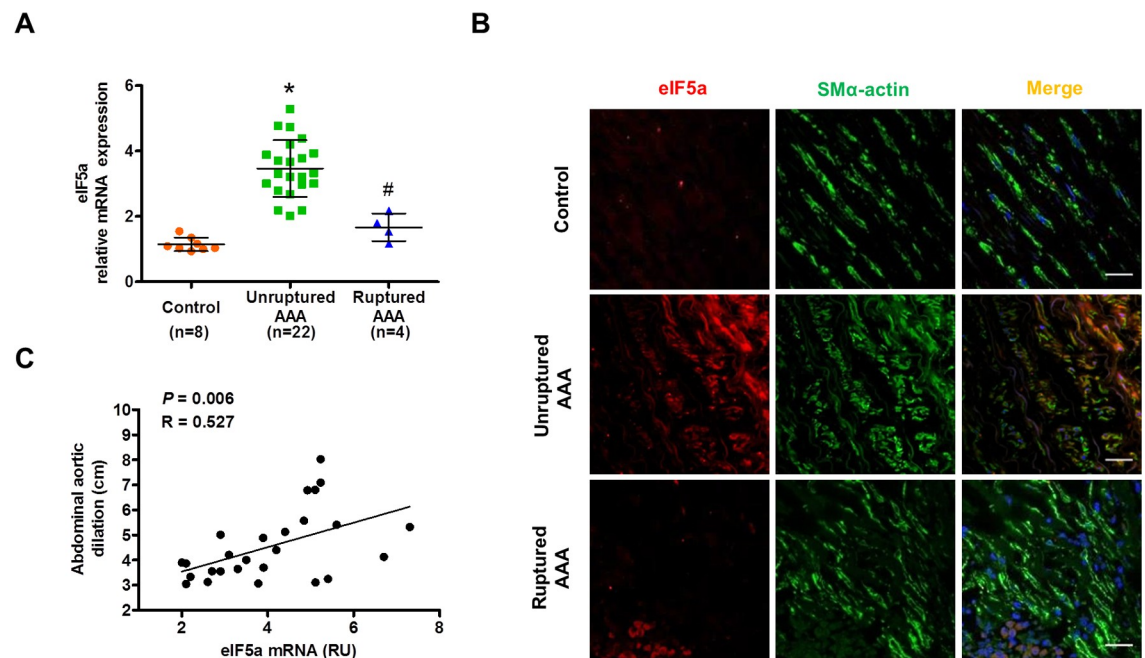 A
eIF5a
relative mRNA expression
6
4
2
0
*
#
Control
(n=8)
Unruptured
AAA
(n=22)
Ruptured
AAA
(n=4)
B
eIF5a
SMα-actin
Merge
Control
Unruptured
AAA
Ruptured
AAA
C
P = 0.006
R = 0.527
Abdominal aortic
dilation (cm)
10
9
8
7
6
5
4
3
2
2
4
6
8
eIF5a mRNA (RU)